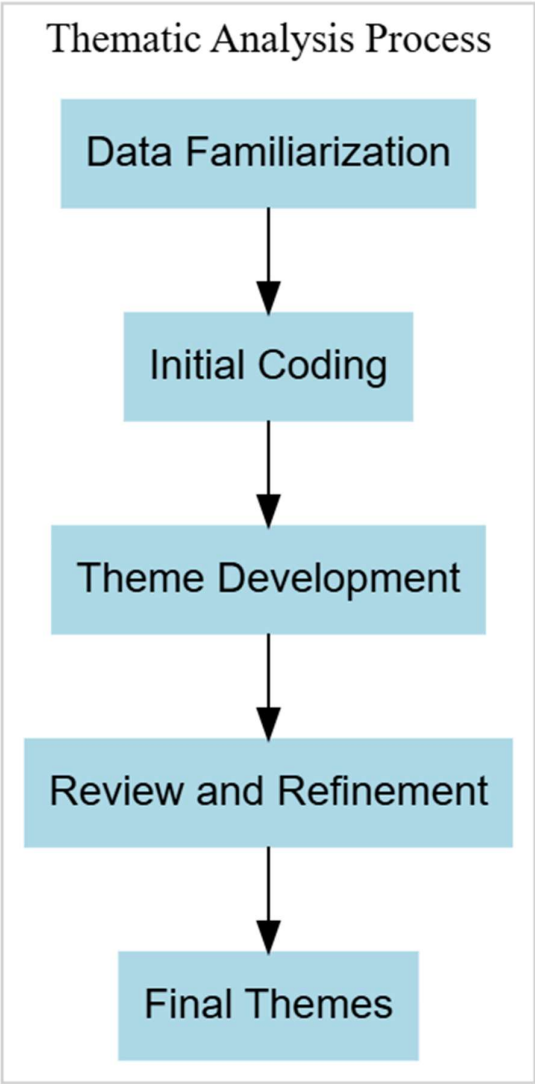 Thematic Analysis Process
Data Familiarization
Initial Coding
Theme Development
Review and Refinement
Final Themes